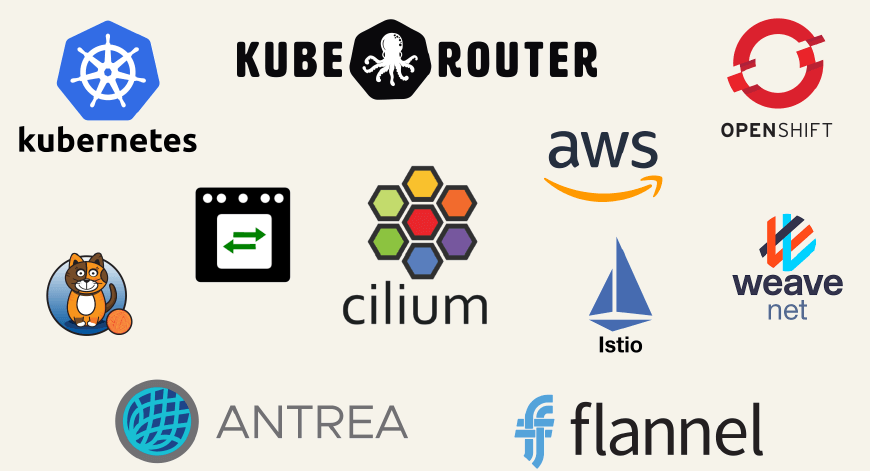 KUBE ROUTER
kubernetes
OPENSHIFT
aws
cilium
weave
net
Istio
ANTREA
flannel